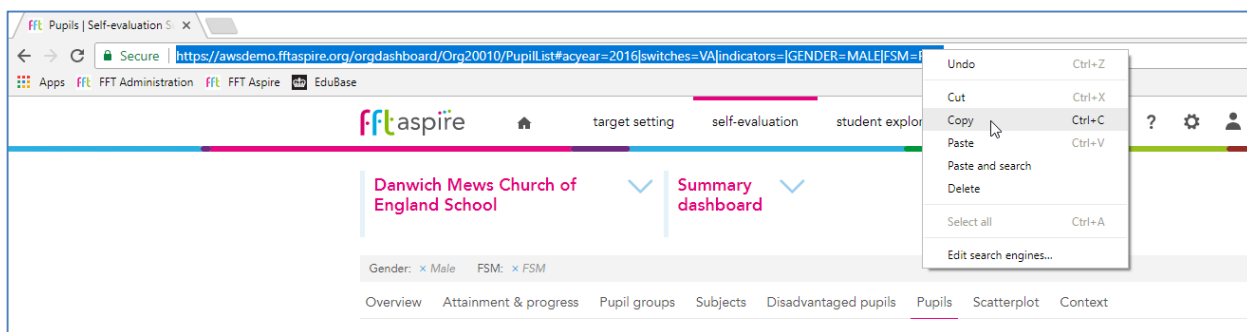 fft Pupils | Self-evaluation S
Secure https://awsdemo.fftaspire.org/orgdashboard/Org20010/PupilList#acyear=2016|switches=VA|indicators=|GENDER=MALE|FSM=
Apps fft FFT Administration fft FFT Aspire EduBase
Undo Ctrl+Z
Cut Ctrl+X
Copy Ctrl+C
Paste Ctrl+V
Paste and search
Delete
Select all Ctrl+A
Edit search engines...
fft aspire target setting self-evaluation student explor ?
Danwich Mews Church of
England School
Summary
dashboard
Gender: × Male FSM: × FSM
Overview Attainment & progress Pupil groups Subjects Disadvantaged pupils Pupils Scatterplot Context